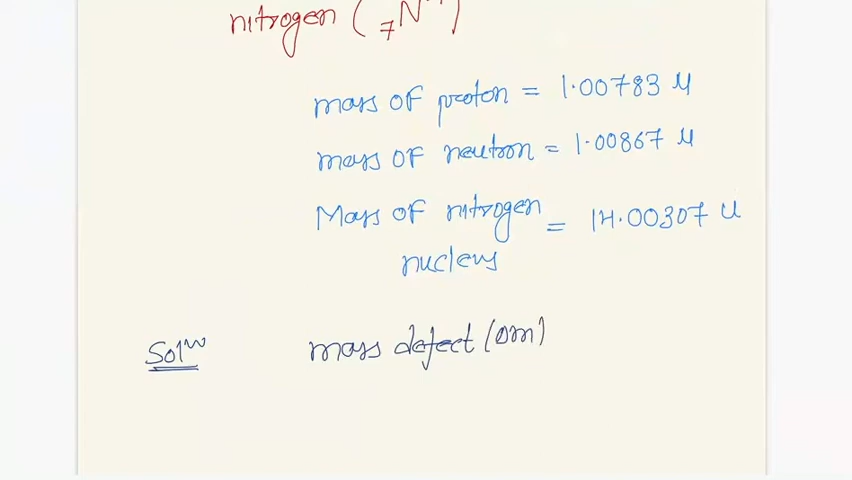 nitrogen (₇N¹⁴)
mass of proton = 1.00783 u
mass of neutron = 1.00867 u
Mass of nitrogen nucleus = 14.00307 u
Solⁿ mass defect (Δm)